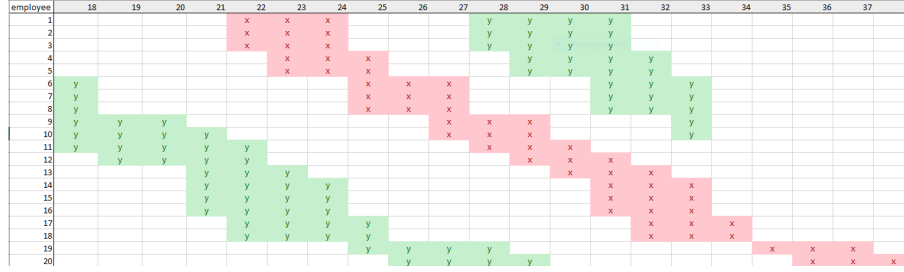 employee 18 19 20 21 22 23 24 25 26 27 28 29 30 31 32 33 34 35 36 37
1 x x x y y y y
2 x x x y y y y
3 x x x y y y y
4 x x x y y y y
5 x x x y y y y
6 y x x x y y y
7 y x x x y y y
8 y x x x y y y
9 y y y x x x y
10 y y y y x x x y
11 y y y y y x x x
12 y y y y x x x
13 y y y x x x
14 y y y y x x x
15 y y y y x x x
16 y y y y x x x
17 y y y y x x x
18 y y y y x x x
19 y y y y x x x
20 y y y y x x x